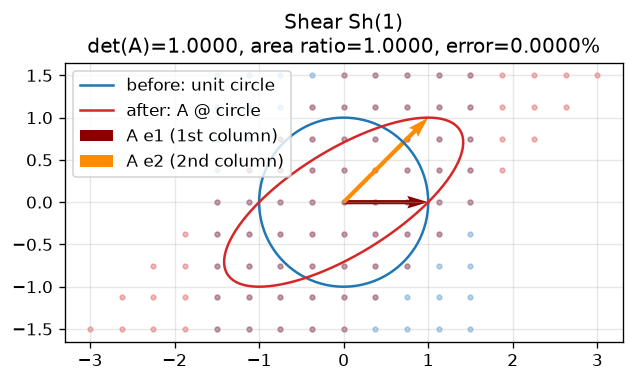 Shear Sh(1)
det(A)=1.0000, area ratio=1.0000, error=0.0000%
before: unit circle
after: A @ circle
A e1 (1st column)
A e2 (2nd column)
1.5
1.0
0.5
0.0
−0.5
−1.0
−1.5
−3 −2 −1 0 1 2 3